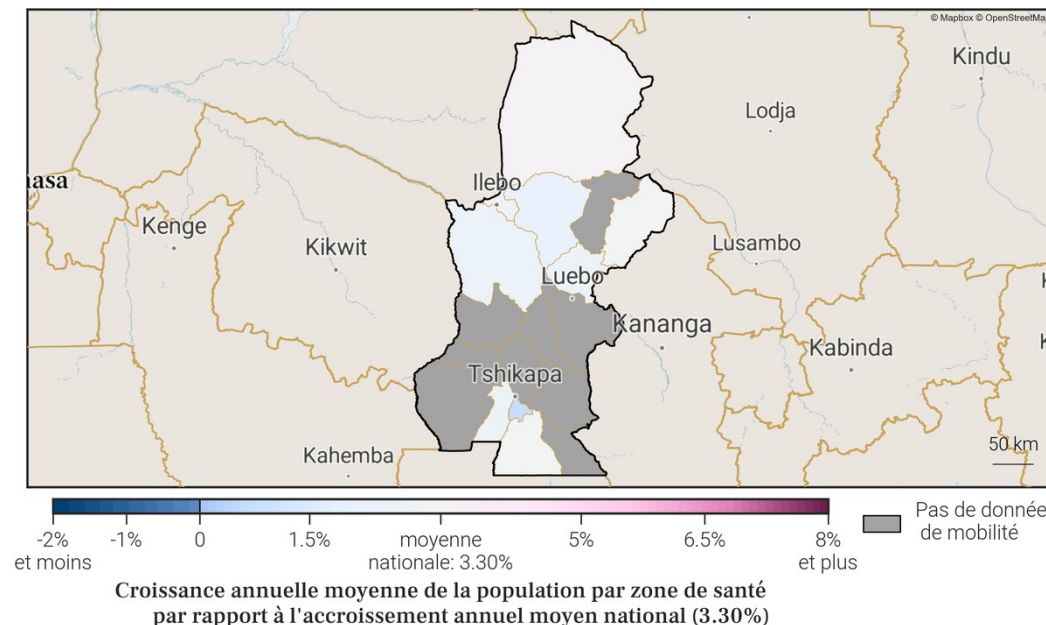 © Mapbox © OpenStreetMa
Kindu
Lodja
nasa
Ilebo
Kenge
Kikwit
Lusambo
Luebo
Kananga
Kabinda
K
K
Tshikapa
Kahemba
50 km
-2%
et moins
-1%
0
1.5%
moyenne
nationale: 3.30%
5%
6.5%
8%
et plus
Pas de donnée
de mobilité
Croissance annuelle moyenne de la population par zone de santé
par rapport à l'accroissement annuel moyen national (3.30%)